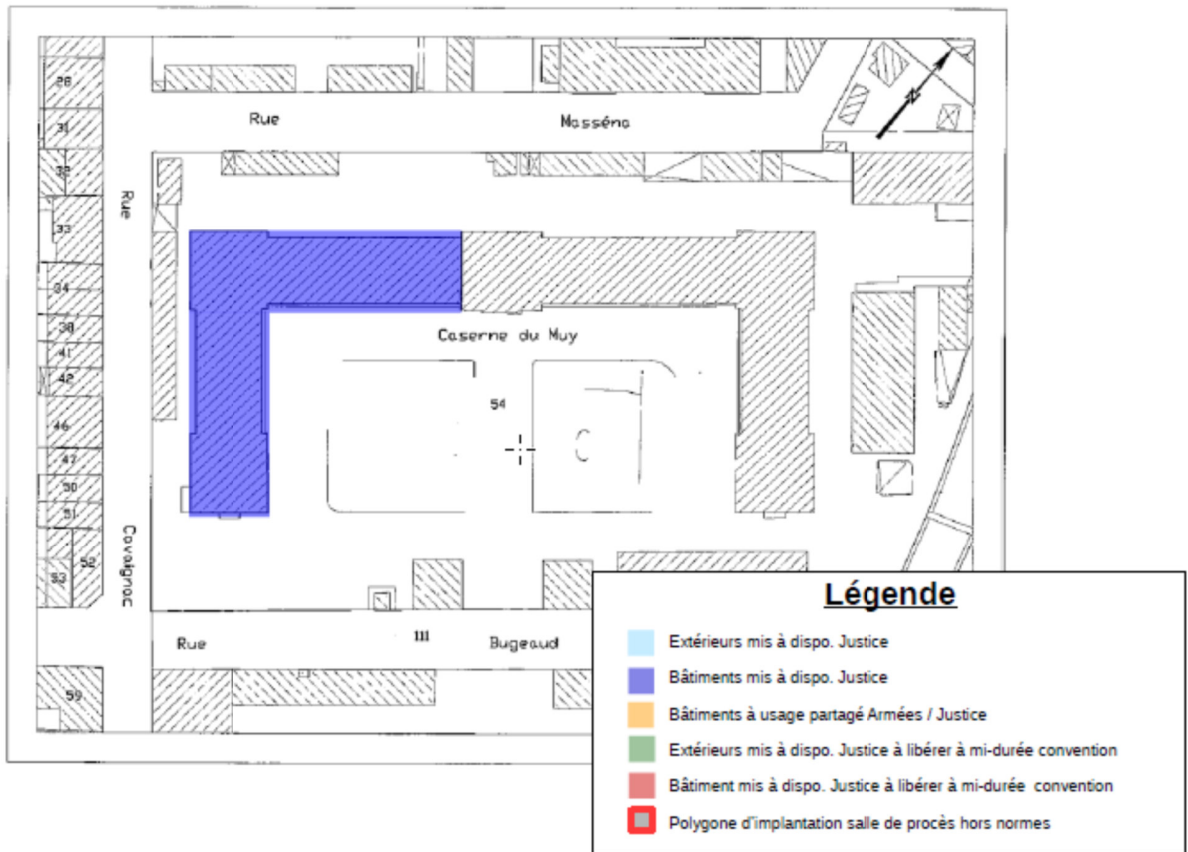 28
31
32
33
34
38
41
42
46
47
50
51
52
53
59
Rue Masséna
Rue Cavaignac
Caserne du Muy
54
Rue 111 Bugeaud
Légende
Extérieurs mis à dispo. Justice
Bâtiments mis à dispo. Justice
Bâtiments à usage partagé Armées / Justice
Extérieurs mis à dispo. Justice à libérer à mi-durée convention
Bâtiment mis à dispo. Justice à libérer à mi-durée convention
Polygone d'implantation salle de procès hors normes